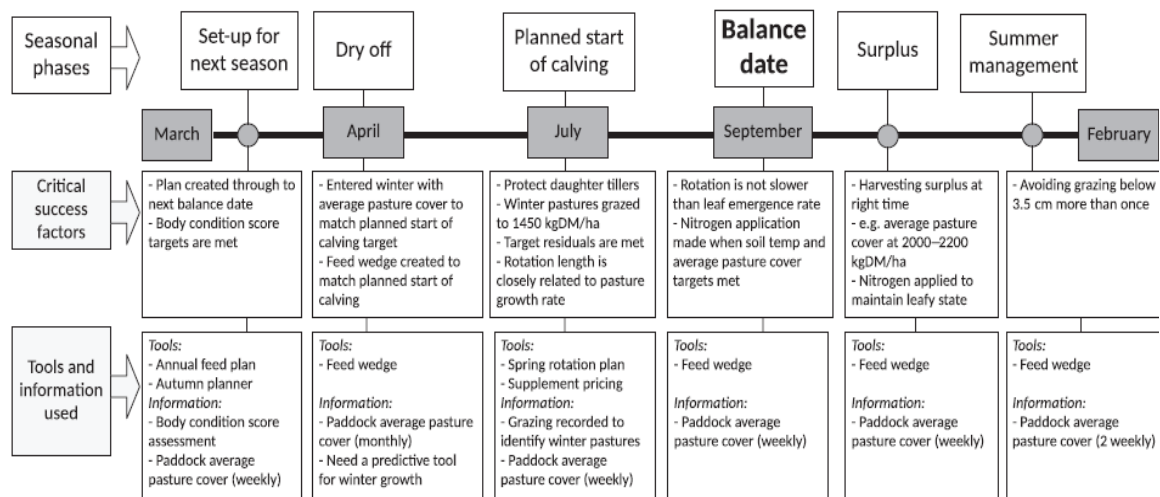 Seasonal
phases
Set-up for
next season
Dry off
Planned start
of calving
Balance
date
Surplus
Summer
management
March
April
July
September
February
Critical
success
factors
- Plan created through to
next balance date
- Body condition score
targets are met
- Entered winter with
average pasture cover to
match planned start of
calving target
- Feed wedge created to
match planned start of
calving
- Protect daughter tillers
- Winter pastures grazed
to 1450 kgDM/ha
- Target residuals are met
- Rotation length is
closely related to pasture
growth rate
- Rotation is not slower
than leaf emergence rate
- Nitrogen application
made when soil temp and
average pasture cover
targets met
- Harvesting surplus at
right time
- e.g. average pasture
cover at 2000–2200
kgDM/ha
- Nitrogen applied to
maintain leafy state
- Avoiding grazing below
3.5 cm more than once
Tools and
information
used
Tools:
- Annual feed plan
- Autumn planner
Information:
- Body condition score
assessment
- Paddock average
pasture cover (weekly)
Tools:
- Feed wedge
Information:
- Paddock average pasture
cover (monthly)
- Need a predictive tool
for winter growth
Tools:
- Spring rotation plan
- Supplement pricing
Information:
- Grazing recorded to
identify winter pastures
- Paddock average
pasture cover (weekly)
Tools:
- Feed wedge
Information:
- Paddock average
pasture cover (weekly)
Tools:
- Feed wedge
Information:
- Paddock average
pasture cover (weekly)
Tools:
- Feed wedge
Information:
- Paddock average
pasture cover (2 weekly)